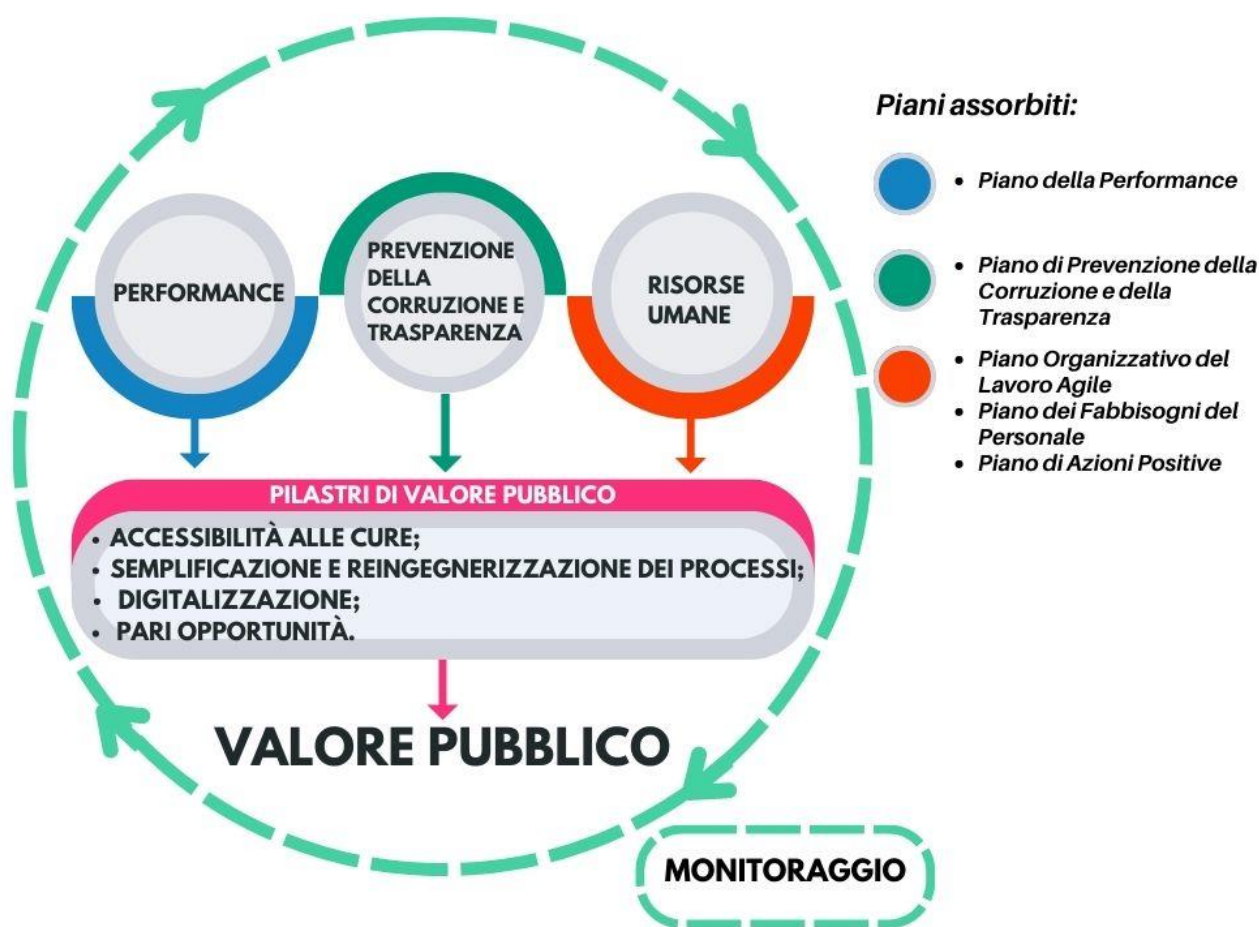 PERFORMANCE
PREVENZIONE
DELLA
CORRUZIONE E
TRASPARENZA
RISORSE
UMANE
PILASTRI DI VALORE PUBBLICO
• ACCESSIBILITÀ ALLE CURE;
• SEMPLIFICAZIONE E REINGEGNERIZZAZIONE DEI PROCESSI;
• DIGITALIZZAZIONE;
• PARI OPPORTUNITÀ.
VALORE PUBBLICO
MONITORAGGIO
Piani assorbiti:
• Piano della Performance
• Piano di Prevenzione della
Corruzione e della
Trasparenza
• Piano Organizzativo del
Lavoro Agile
• Piano dei Fabbisogni del
Personale
• Piano di Azioni Positive